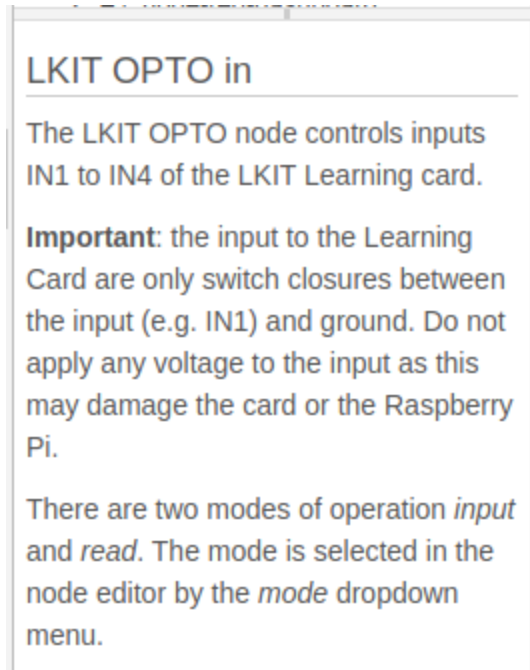 LKIT OPTO in
The LKIT OPTO node controls inputs
IN1 to IN4 of the LKIT Learning card.
Important: the input to the Learning
Card are only switch closures between
the input (e.g. IN1) and ground. Do not
apply any voltage to the input as this
may damage the card or the Raspberry
Pi.
There are two modes of operation input
and read. The mode is selected in the
node editor by the mode dropdown
menu.